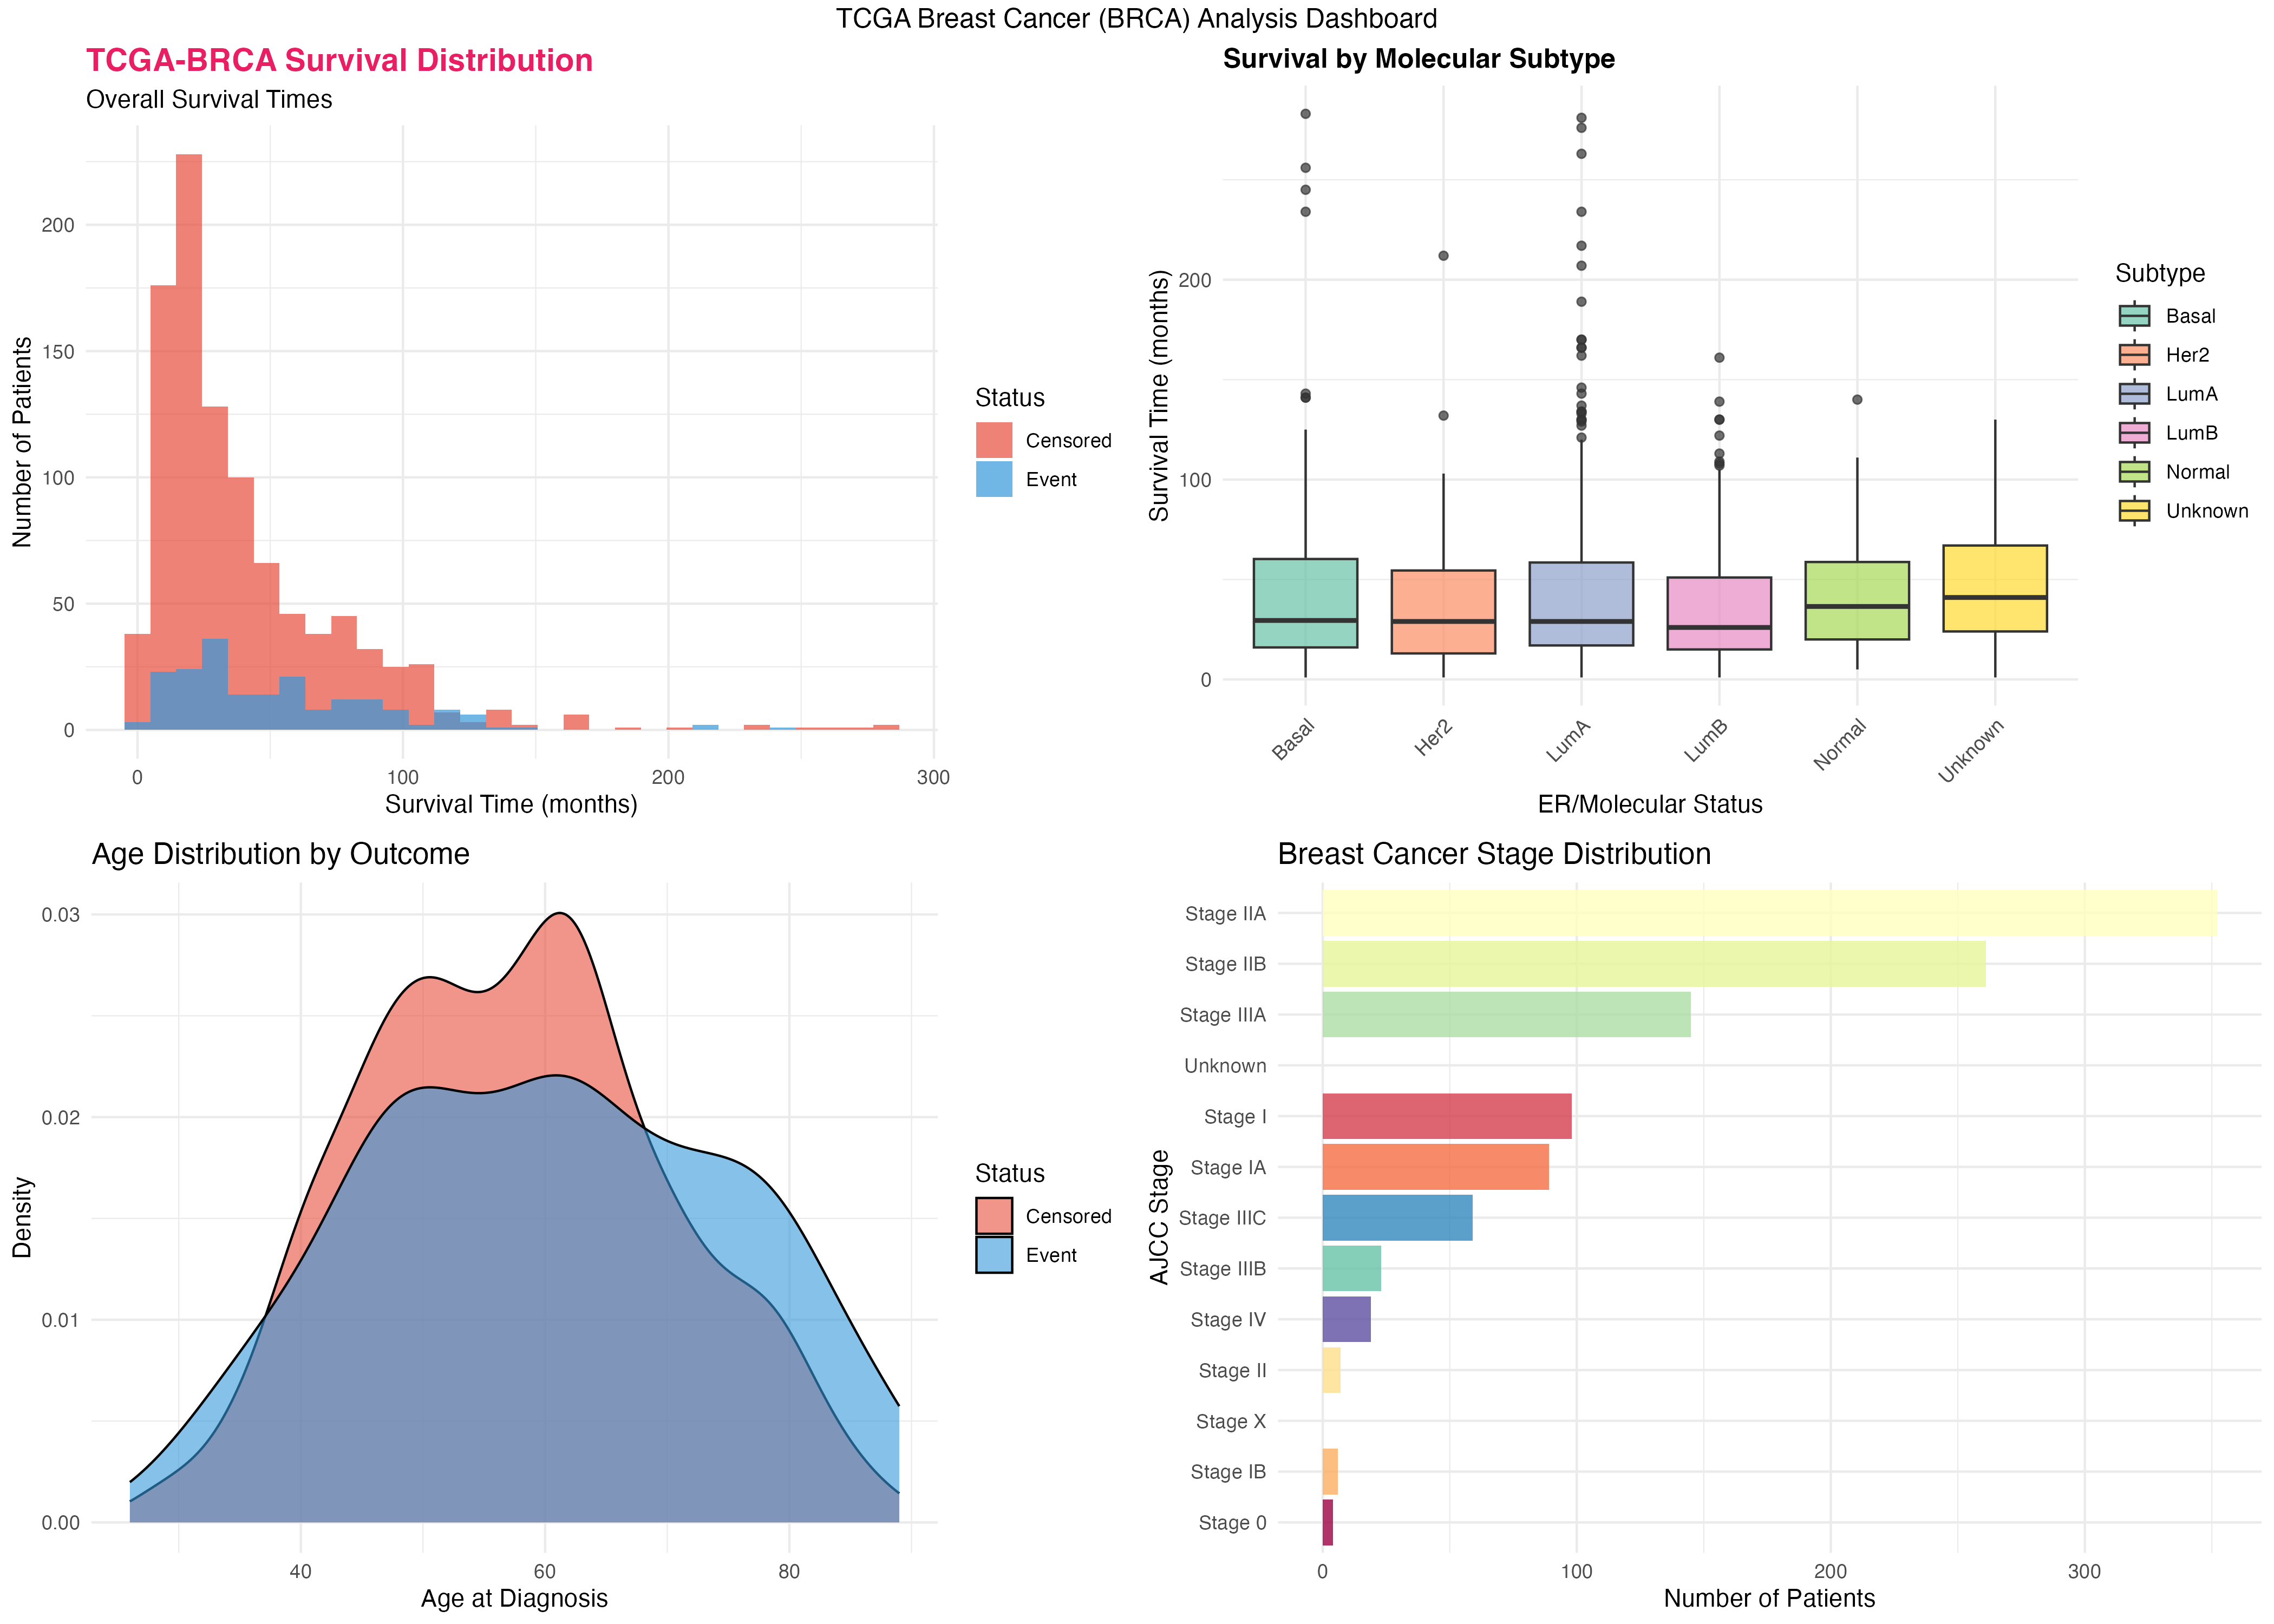 TCGA Breast Cancer (BRCA) Analysis Dashboard
TCGA-BRCA Survival Distribution
Overall Survival Times
Number of Patients
200
150
100
50
0
0
100
200
300
Survival Time (months)
Status
Censored
Event
Survival by Molecular Subtype
Survival Time (months)
200
100
0
Basal
Her2
LumA
LumB
Normal
Unknown
ER/Molecular Status
Subtype
Basal
Her2
LumA
LumB
Normal
Unknown
Age Distribution by Outcome
Density
0.03
0.02
0.01
0.00
40
60
80
Age at Diagnosis
Status
Censored
Event
Breast Cancer Stage Distribution
AJCC Stage
Stage IIA
Stage IIB
Stage IIIA
Unknown
Stage I
Stage IA
Stage IIIC
Stage IIIB
Stage IV
Stage II
Stage X
Stage IB
Stage 0
0
100
200
300
Number of Patients